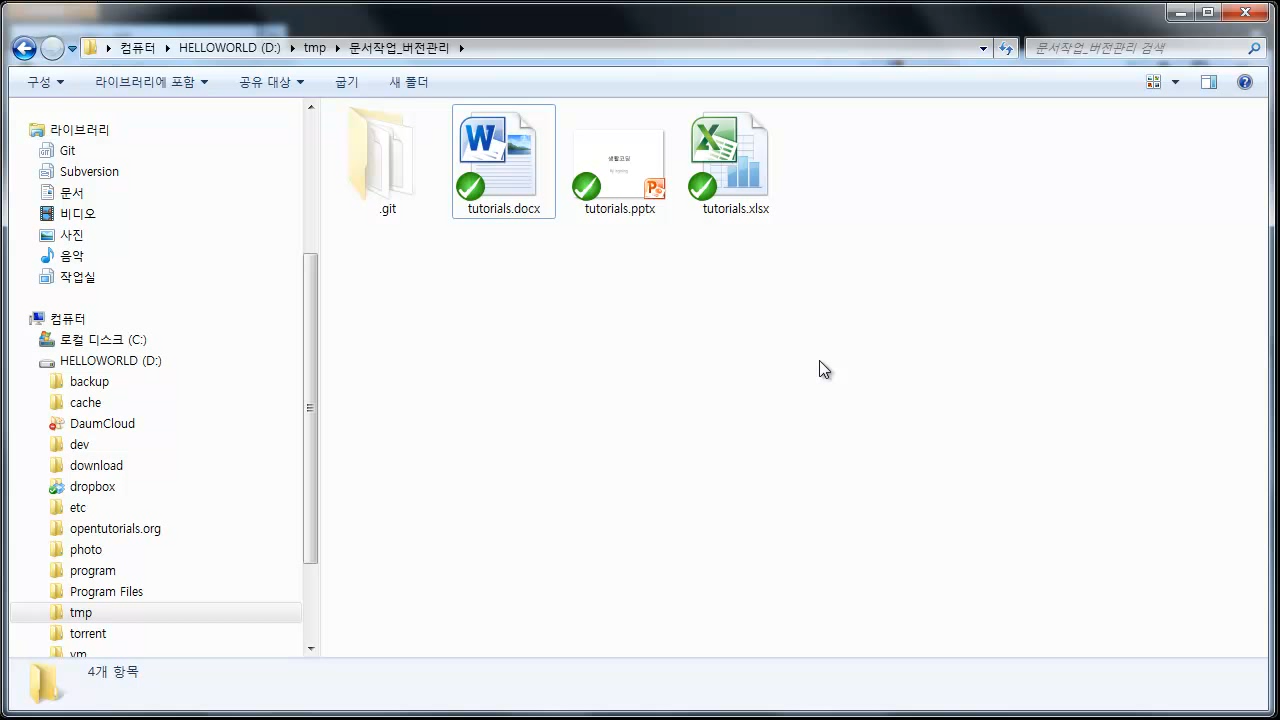 컴퓨터 HELLOWORLD (D:) tmp 문서작업_버전관리
문서작업_버전관리 검색
구성 라이브러리에 포함 공유 대상 굽기 새 폴더
라이브러리
Git
Subversion
문서
비디오
사진
음악
작업실
컴퓨터
로컬 디스크 (C:)
HELLOWORLD (D:)
backup
cache
DaumCloud
dev
download
dropbox
etc
opentutorials.org
photo
program
Program Files
tmp
torrent
vm
생활코딩
.git
tutorials.docx
tutorials.pptx
tutorials.xlsx
4개 항목